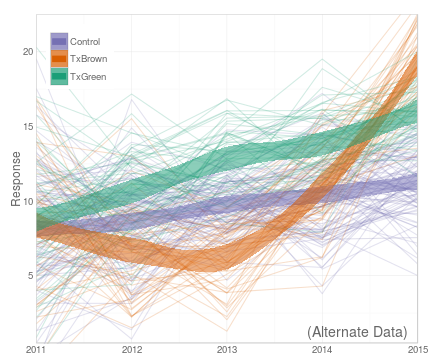 Control
TxBrown
TxGreen
20
15
10
5
Response
(Alternate Data)
2011 2012 2013 2014 2015